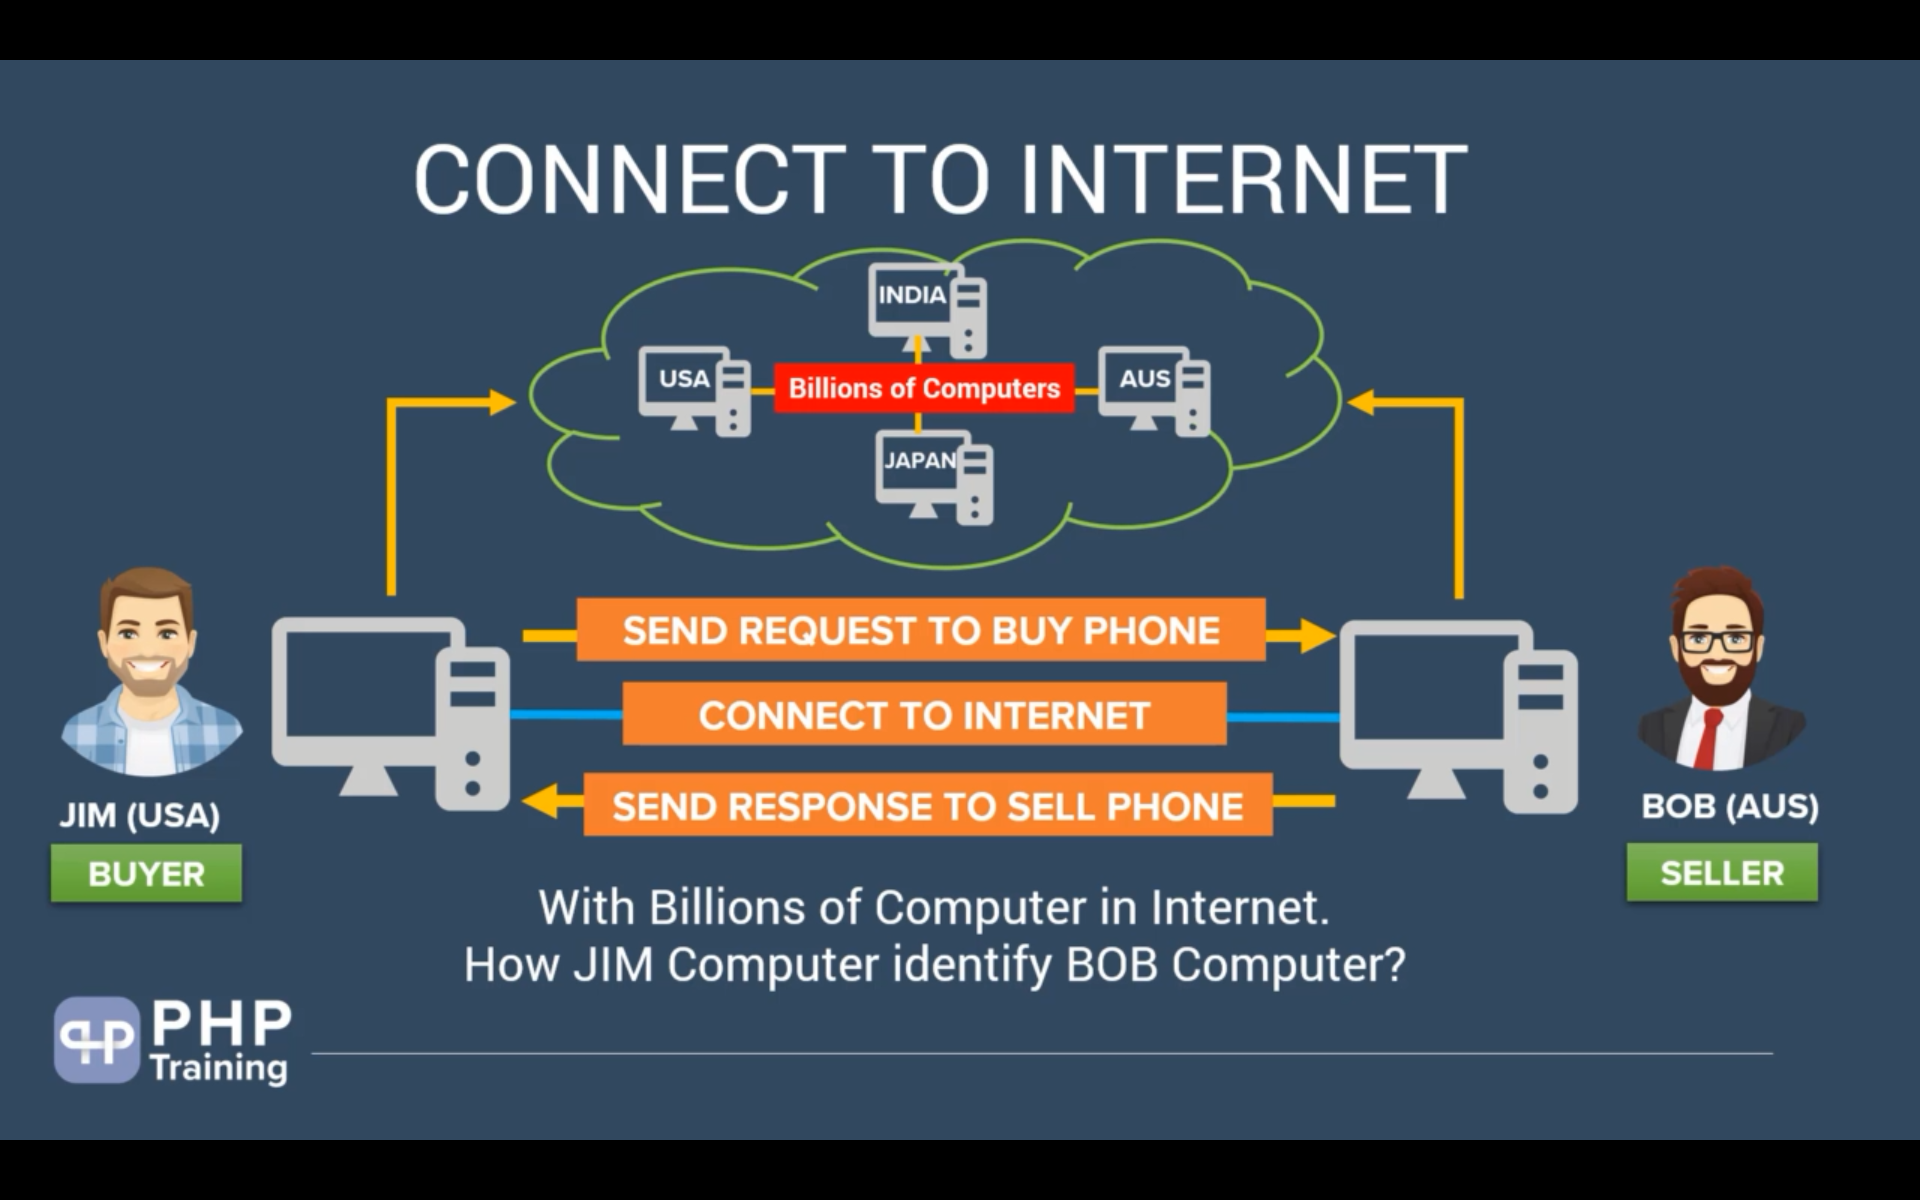 CONNECT TO INTERNET
INDIA
USA
Billions of Computers
AUS
JAPAN
SEND REQUEST TO BUY PHONE
CONNECT TO INTERNET
SEND RESPONSE TO SELL PHONE
JIM (USA)
BUYER
BOB (AUS)
SELLER
With Billions of Computer in Internet.
How JIM Computer identify BOB Computer?
php
PHP
Training